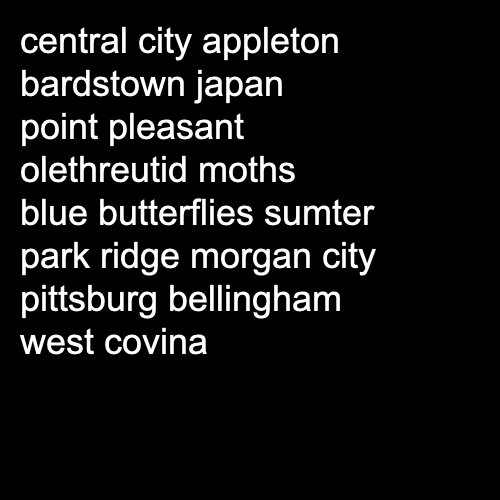 central city appleton
bardstown japan
point pleasant
olethreutid moths
blue butterflies sumter
park ridge morgan city
pittsburg bellingham
west covina